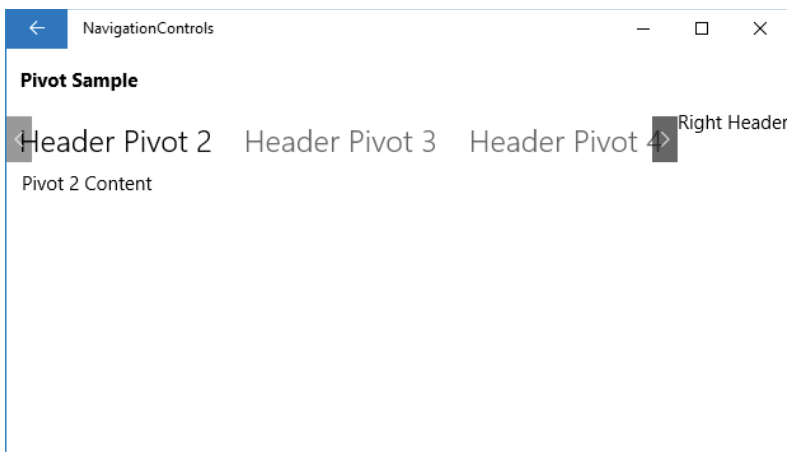 NavigationControls
Pivot Sample
Header Pivot 2 Header Pivot 3 Header Pivot 4 Right Header
Pivot 2 Content